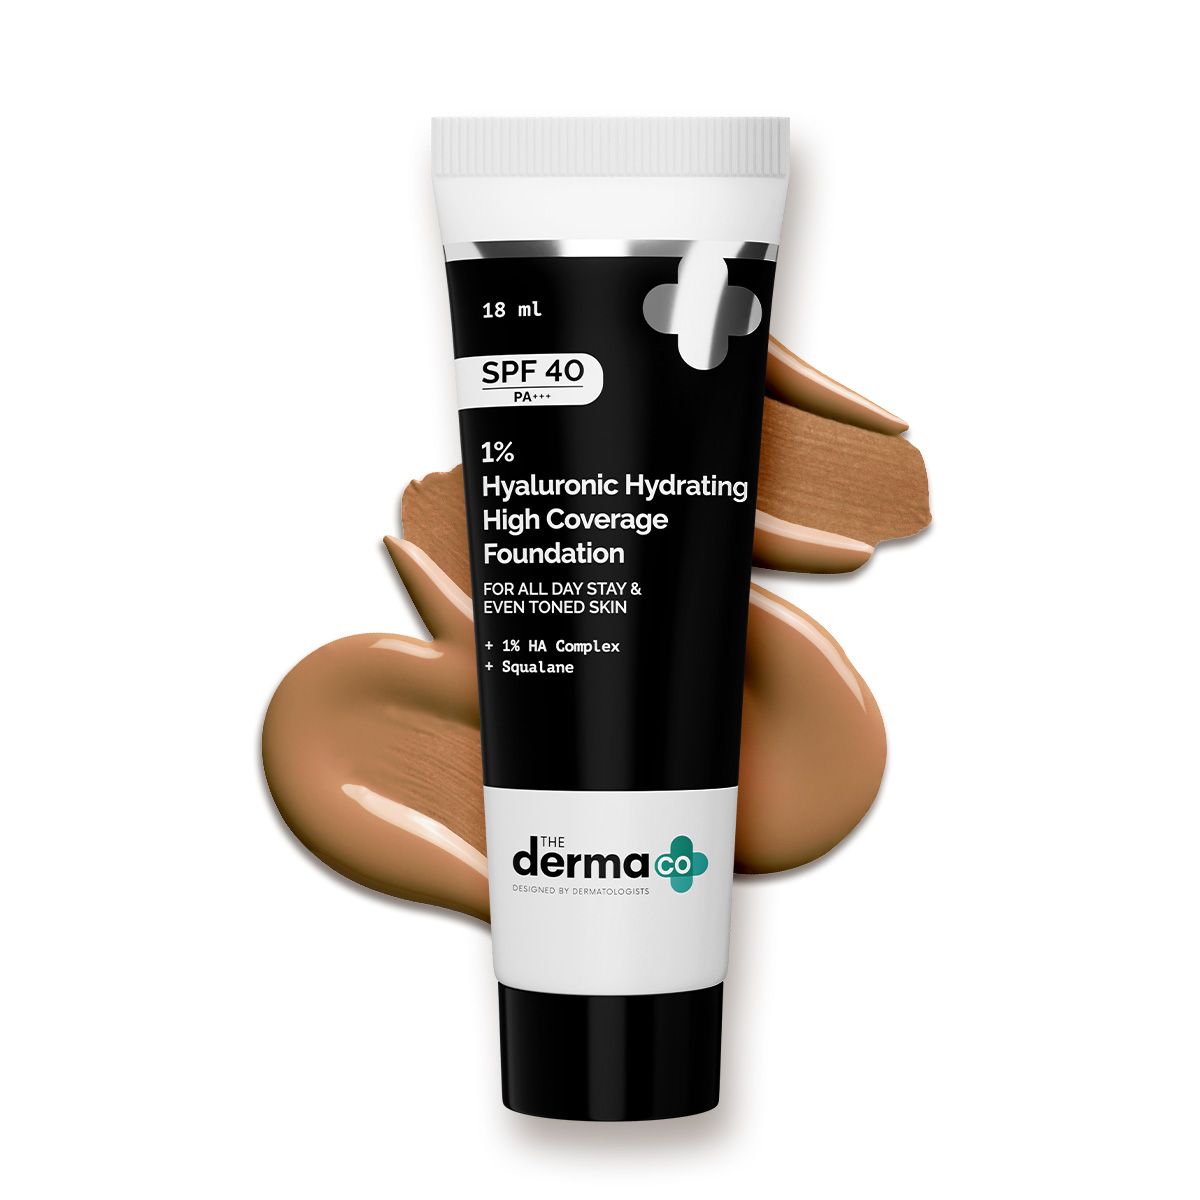 18 ml
SPF 40
PA+++
1%
Hyaluronic Hydrating
High Coverage
Foundation
FOR ALL DAY STAY &
EVEN TONED SKIN
+ 1% HA Complex
+ Squalane
THE
derma co
DESIGNED BY DERMATOLOGISTS